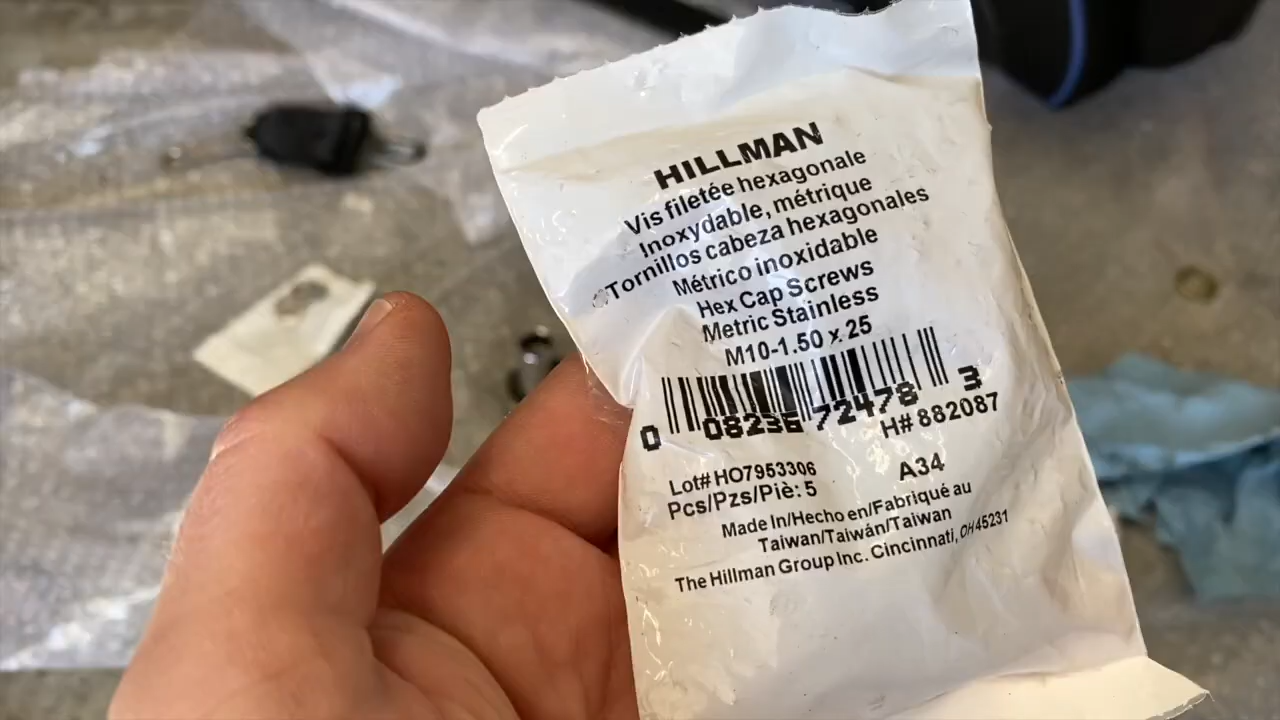 HILLMAN
Vis filetée hexagonale
Inoxydable, métrique
Tornillos cabeza hexagonales
Métrico inoxidable
Hex Cap Screws
Metric Stainless
M10-1.50 x 25
0 08236 72478 3
H# 882087
Lot# HO7953306 A34
Pcs/Pzs/Piè: 5
Made In/Hecho en/Fabriqué au
Taiwan/Taiwán/Taiwan
The Hillman Group Inc. Cincinnati, OH 45231